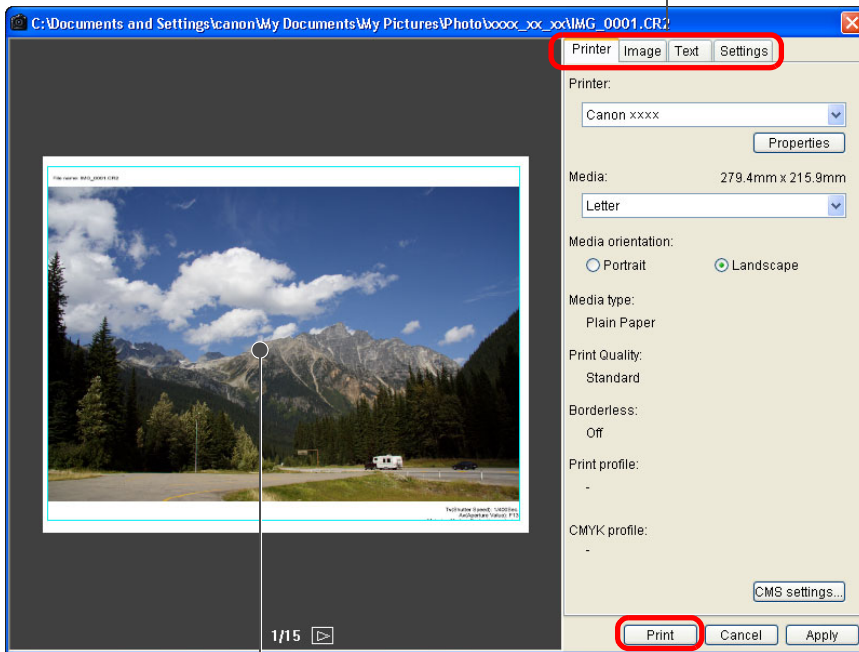 C:\Documents and Settings\canon\My Documents\My Pictures\Photo\xxxx_xx_xx\IMG_0001.CR2
Printer Image Text Settings
Printer:
Canon xxxx
Properties
Media: 279.4mm x 215.9mm
Letter
Media orientation:
Portrait Landscape
Media type:
Plain Paper
Print Quality:
Standard
Borderless:
Off
Print profile:
-
CMYK profile:
-
CMS settings...
File name: IMG_0001.CR2
Tv(Shutter Speed): 1/400Sec.
Av(Aperture Value): F13
1/15
Print Cancel Apply